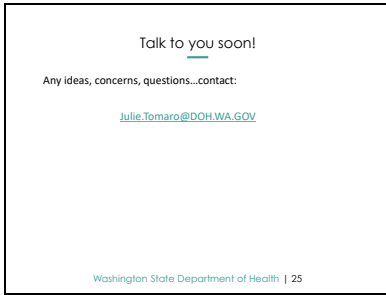 Talk to you soon!
Any ideas, concerns, questions...contact:
Julie.Tomaro@DOH.WA.GOV
Washington State Department of Health | 25